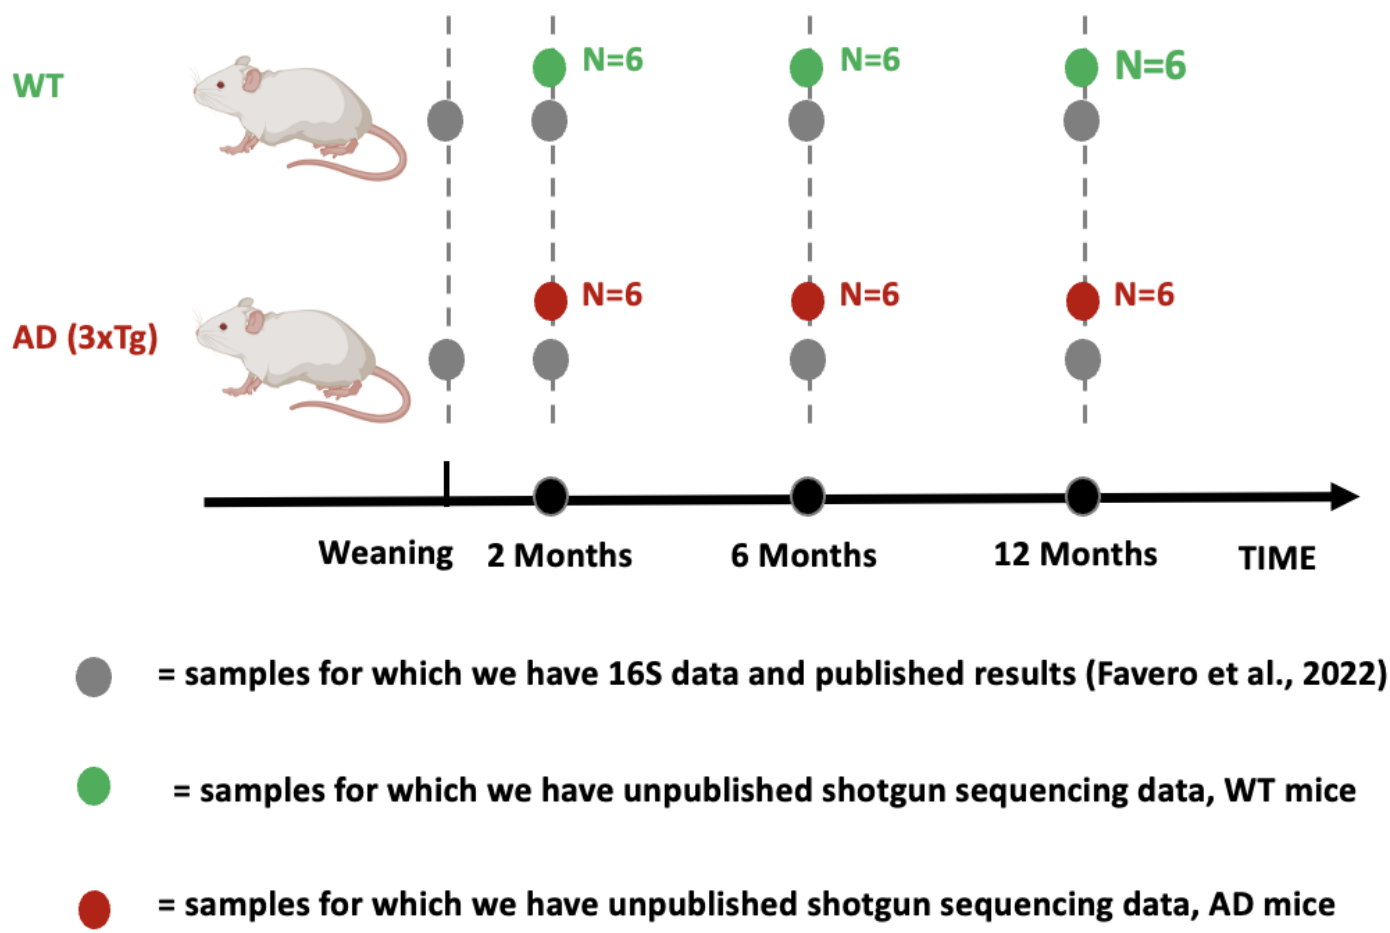 WT
N=6
N=6
N=6
AD (3xTg)
N=6
N=6
N=6
Weaning
2 Months
6 Months
12 Months
TIME
= samples for which we have 16S data and published results (Favero et al., 2022)
= samples for which we have unpublished shotgun sequencing data, WT mice
= samples for which we have unpublished shotgun sequencing data, AD mice